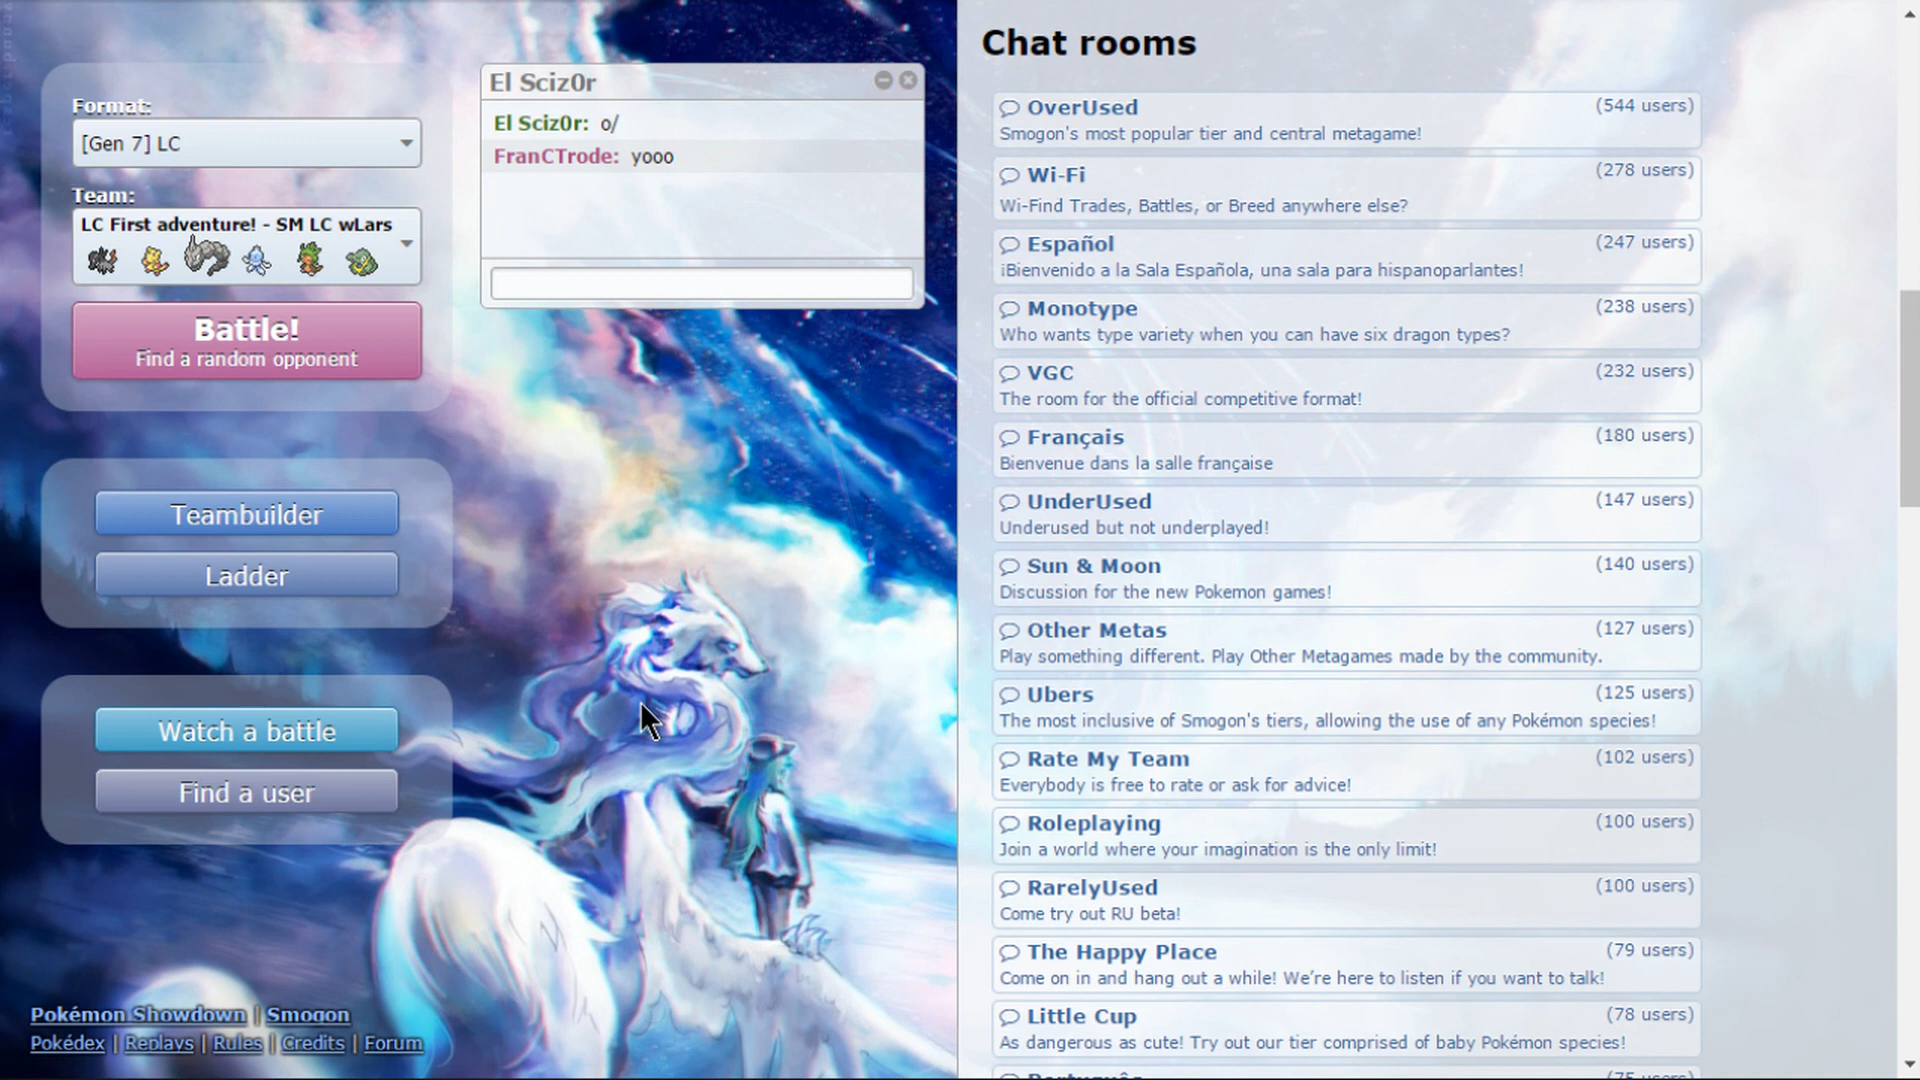 Format:
[Gen 7] LC
Team:
LC First adventure! - SM LC wLars
Battle!
Find a random opponent
Teambuilder
Ladder
Watch a battle
Find a user
Pokémon Showdown | Smogon
Pokédex | Replays | Rules | Credits | Forum
El Sciz0r
El Sciz0r: o/
FranCTrode: yooo
Chat rooms
OverUsed (544 users)
Smogon's most popular tier and central metagame!
Wi-Fi (278 users)
Wi-Find Trades, Battles, or Breed anywhere else?
Español (247 users)
¡Bienvenido a la Sala Española, una sala para hispanoparlantes!
Monotype (238 users)
Who wants type variety when you can have six dragon types?
VGC (232 users)
The room for the official competitive format!
Français (180 users)
Bienvenue dans la salle française
UnderUsed (147 users)
Underused but not underplayed!
Sun & Moon (140 users)
Discussion for the new Pokemon games!
Other Metas (127 users)
Play something different. Play Other Metagames made by the community.
Ubers (125 users)
The most inclusive of Smogon's tiers, allowing the use of any Pokémon species!
Rate My Team (102 users)
Everybody is free to rate or ask for advice!
Roleplaying (100 users)
Join a world where your imagination is the only limit!
RarelyUsed (100 users)
Come try out RU beta!
The Happy Place (79 users)
Come on in and hang out a while! We're here to listen if you want to talk!
Little Cup (78 users)
As dangerous as cute! Try out our tier comprised of baby Pokémon species!